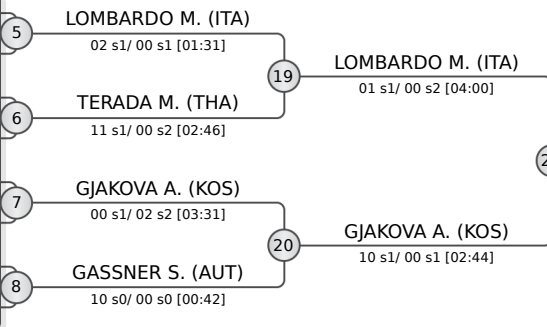 LOMBARDO M. (ITA)
5
02 s1/ 00 s1 [01:31]
19
LOMBARDO M. (ITA)
01 s1/ 00 s2 [04:00]
TERADA M. (THA)
6
11 s1/ 00 s2 [02:46]
GJAKOVA A. (KOS)
7
00 s1/ 02 s2 [03:31]
20
GJAKOVA A. (KOS)
10 s1/ 00 s1 [02:44]
GASSNER S. (AUT)
8
10 s0/ 00 s0 [00:42]